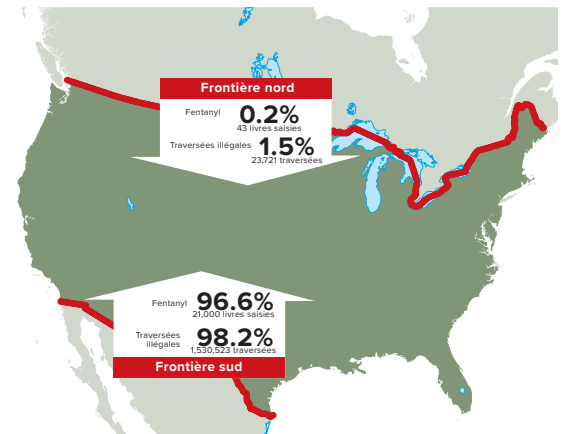 Frontière nord
Fentanyl 0.2%
43 livres saisies
Traversées illégales 1.5%
23,721 traversées
Fentanyl 96.6%
21,000 livres saisies
Traversées
illégales 98.2%
1,530,523 traversées
Frontière sud